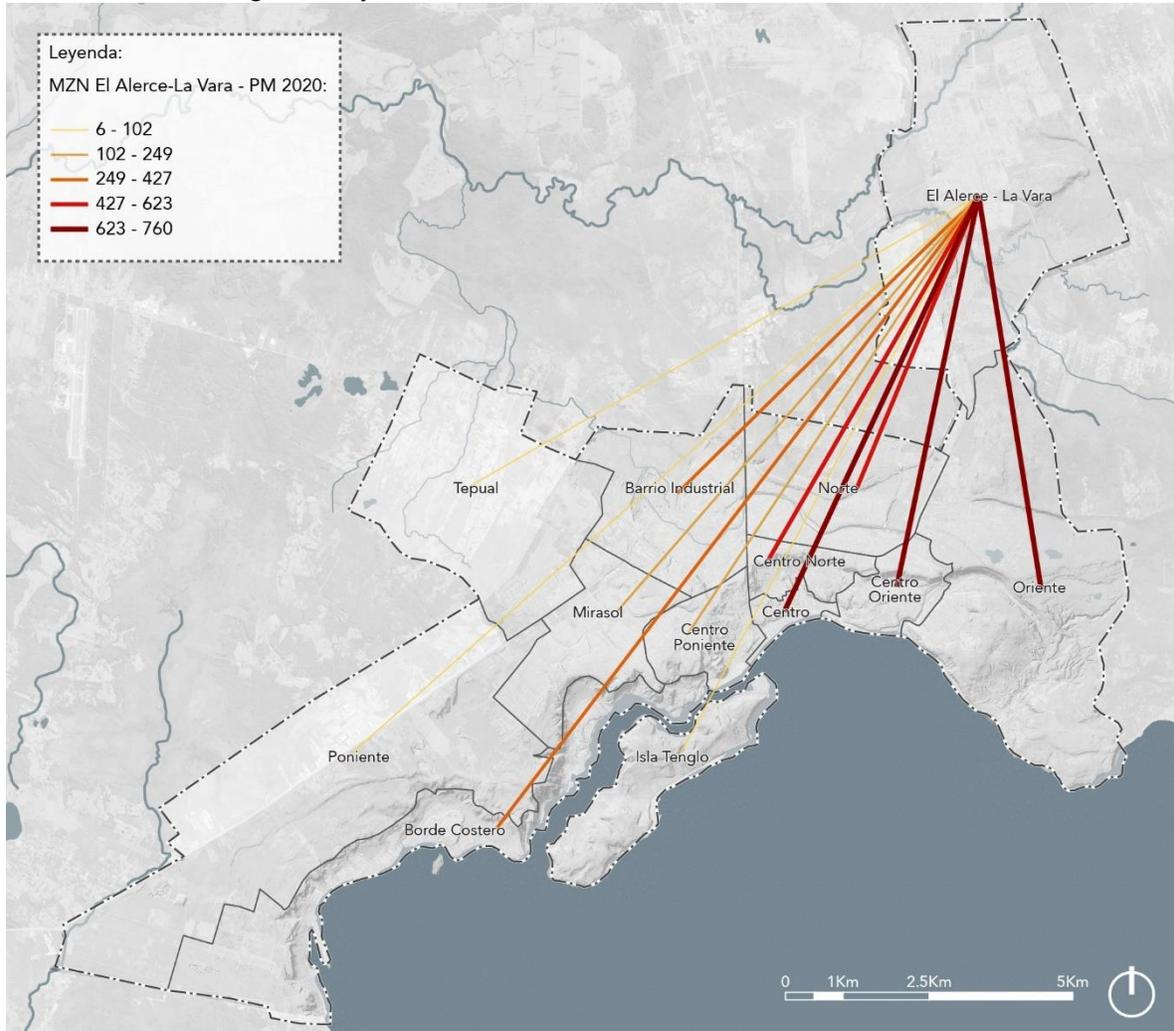 Leyenda:
MZN El Alerce-La Vara - PM 2020:
6 - 102
102 - 249
249 - 427
427 - 623
623 - 760
El Alerce - La Vara
Tepual
Barrio Industrial
Norte
Centro Norte
Centro
Oriente
Oriente
Mirasol
Centro
Centro
Poniente
Poniente
Isla Tenglo
Borde Costero
0 1Km 2.5Km 5Km